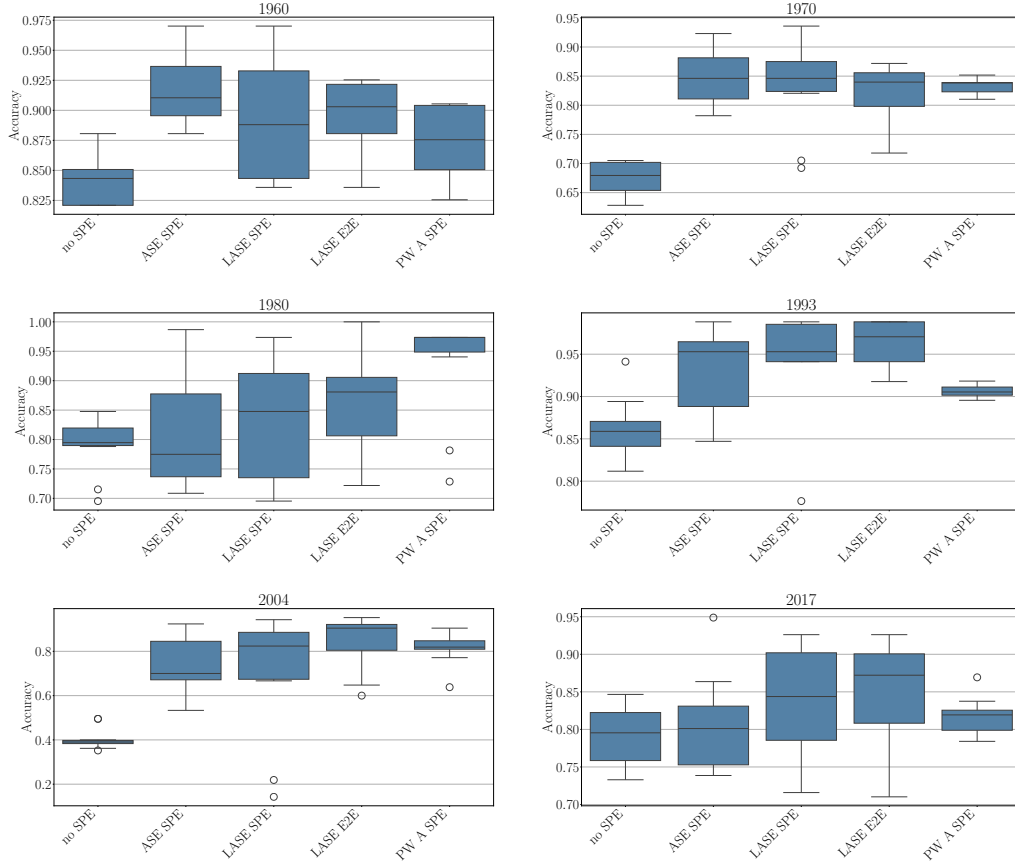 1960
0.975
0.950
0.925
0.900
0.875
0.850
0.825
Accuracy
no SPE
ASE SPE
LASE SPE
LASE E2E
PW A SPE
1970
0.95
0.90
0.85
0.80
0.75
0.70
0.65
Accuracy
no SPE
ASE SPE
LASE SPE
LASE E2E
PW A SPE
1980
1.00
0.95
0.90
0.85
0.80
0.75
0.70
Accuracy
no SPE
ASE SPE
LASE SPE
LASE E2E
PW A SPE
1993
0.95
0.90
0.85
0.80
Accuracy
no SPE
ASE SPE
LASE SPE
LASE E2E
PW A SPE
2004
0.8
0.6
0.4
0.2
Accuracy
no SPE
ASE SPE
LASE SPE
LASE E2E
PW A SPE
2017
0.95
0.90
0.85
0.80
0.75
0.70
Accuracy
no SPE
ASE SPE
LASE SPE
LASE E2E
PW A SPE